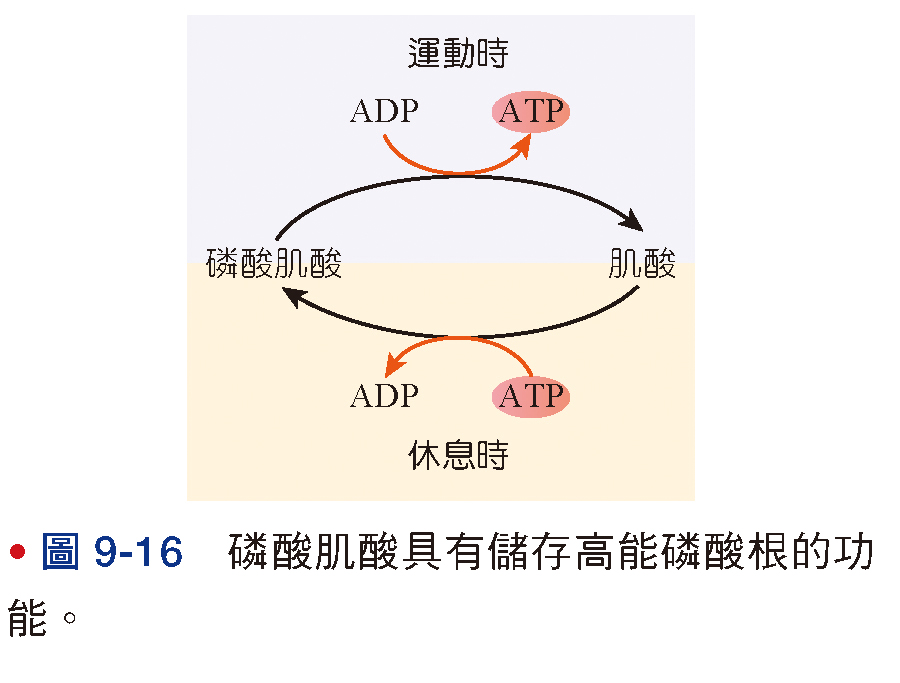 運動時
ADP ATP
磷酸肌酸 肌酸
ADP ATP
休息時
• 圖 9-16 磷酸肌酸具有儲存高能磷酸根的功
能。